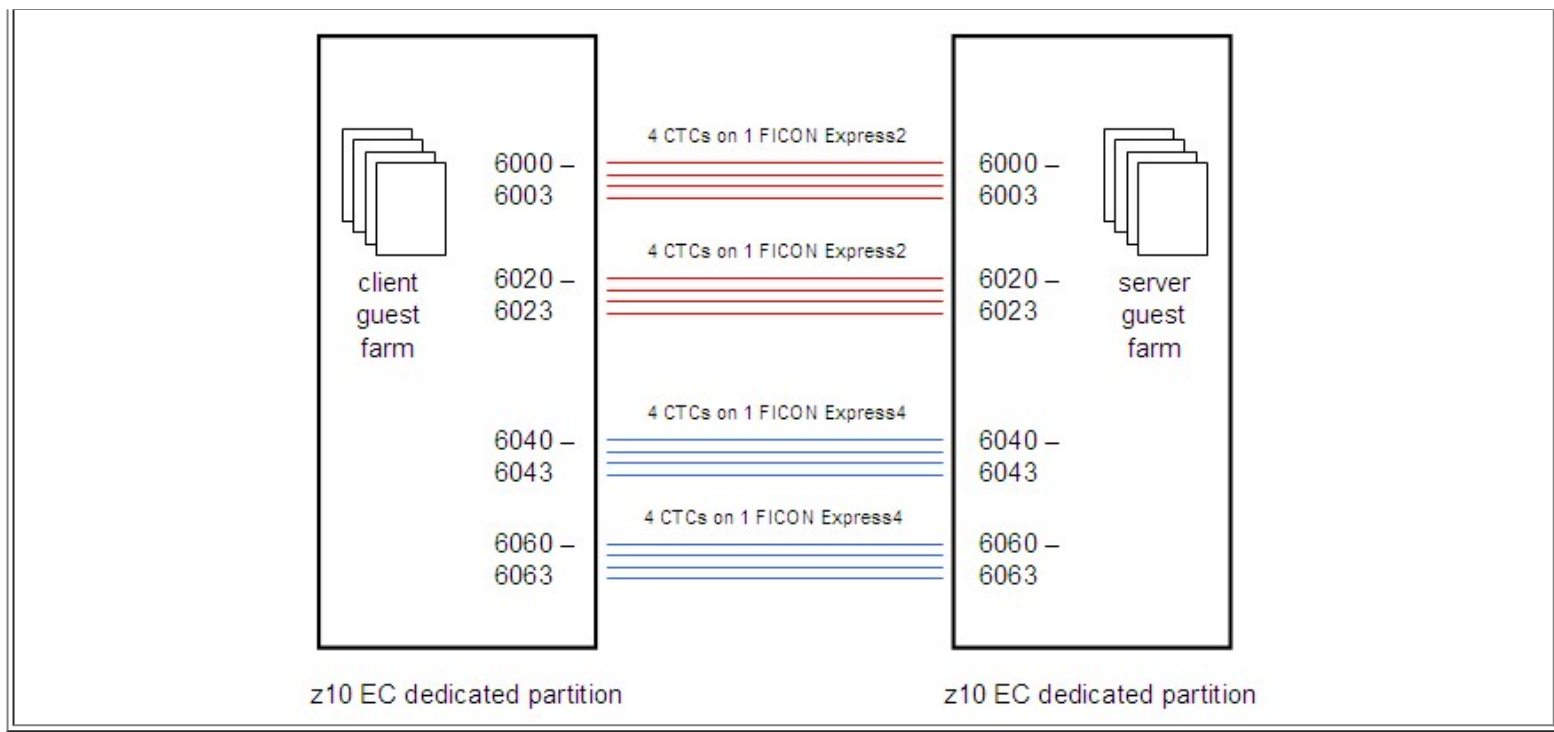 4 CTCs on 1 FICON Express2
6000 –
6003
6000 –
6003
4 CTCs on 1 FICON Express2
client
guest
farm
6020 –
6023
6020 –
6023
server
guest
farm
4 CTCs on 1 FICON Express4
6040 –
6043
6040 –
6043
4 CTCs on 1 FICON Express4
6060 –
6063
6060 –
6063
z10 EC dedicated partition
z10 EC dedicated partition